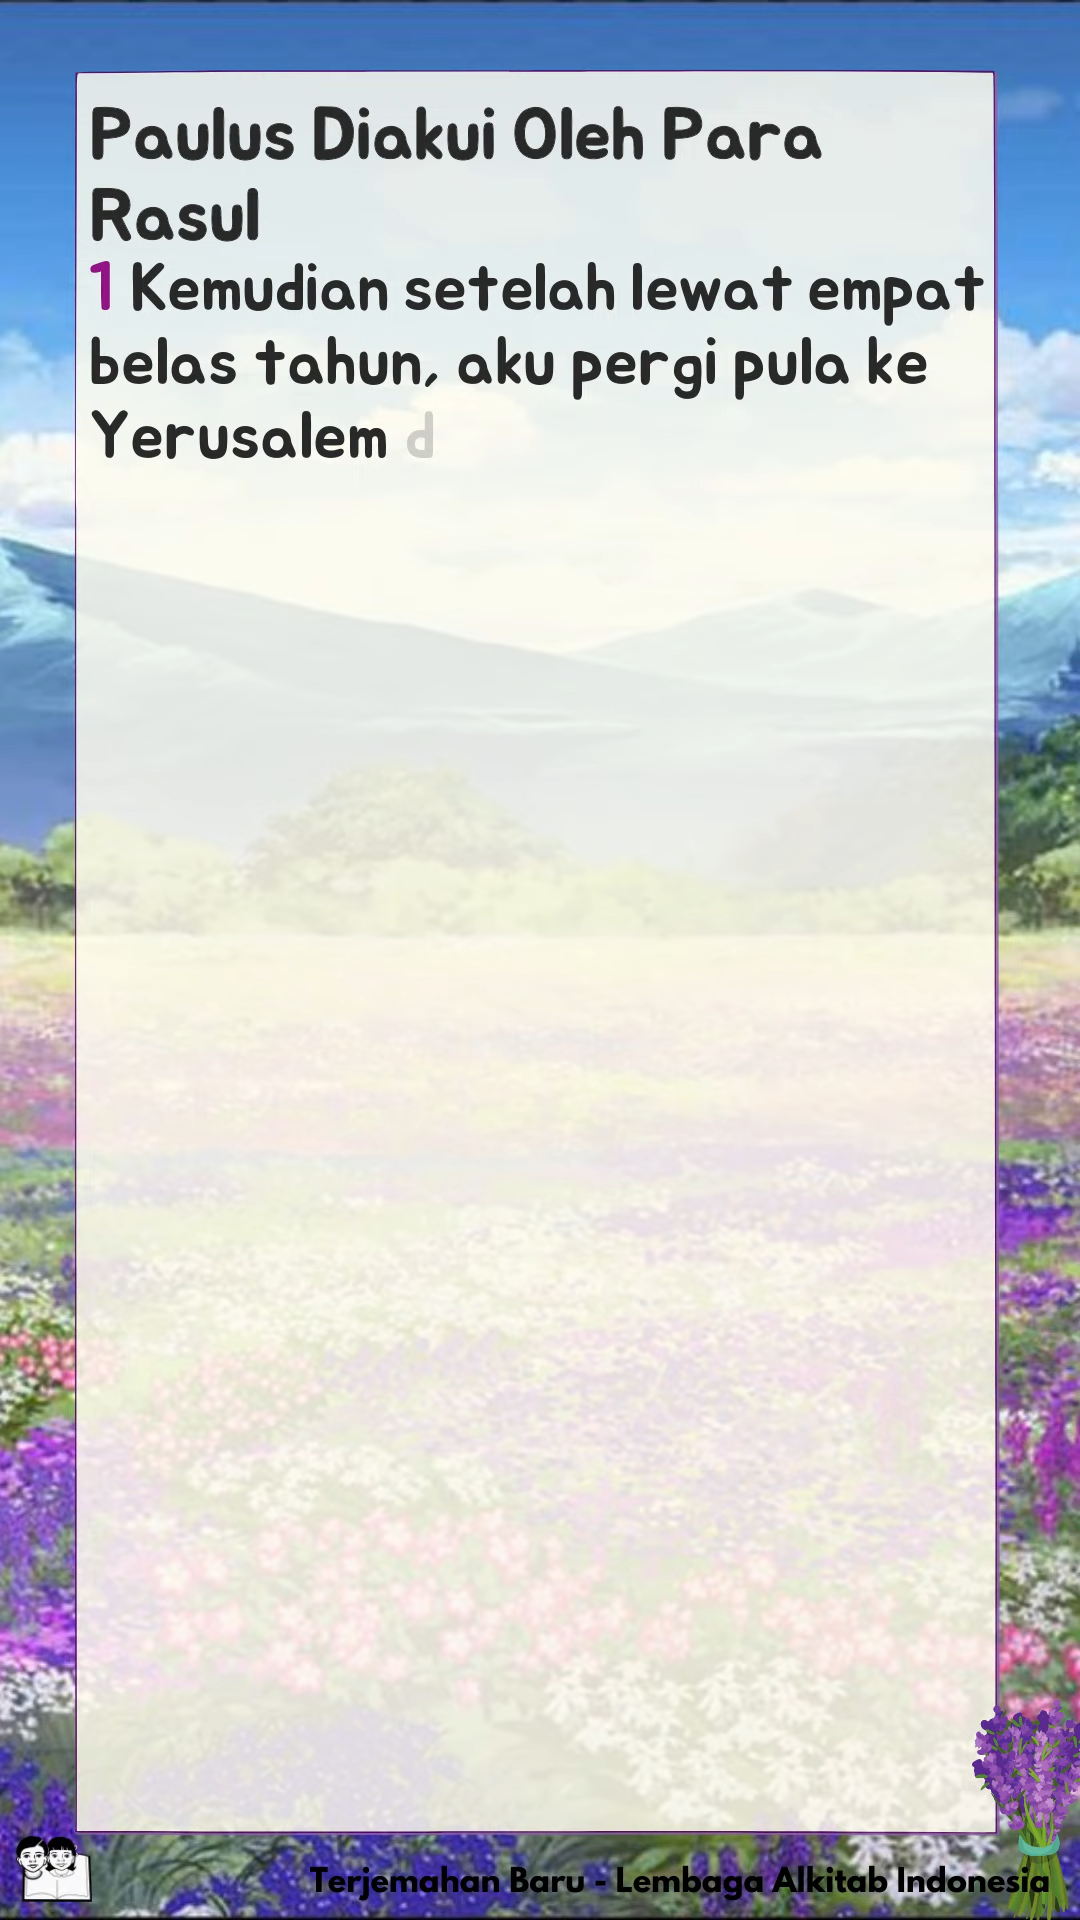 Paulus Diakui Oleh Para
Rasul
1 Kemudian setelah lewat empat
belas tahun, aku pergi pula ke
Yerusalem d
Terjemahan Baru - Lembaga Alkitab Indonesia